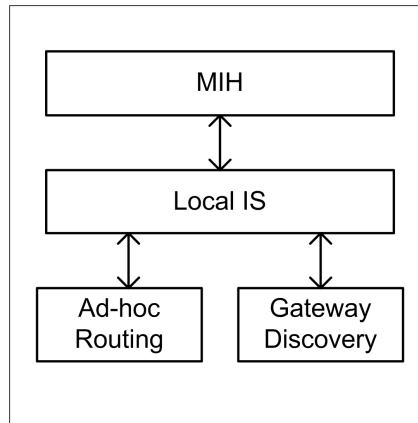 MIH
Local IS
Ad-hoc
Routing
Gateway
Discovery